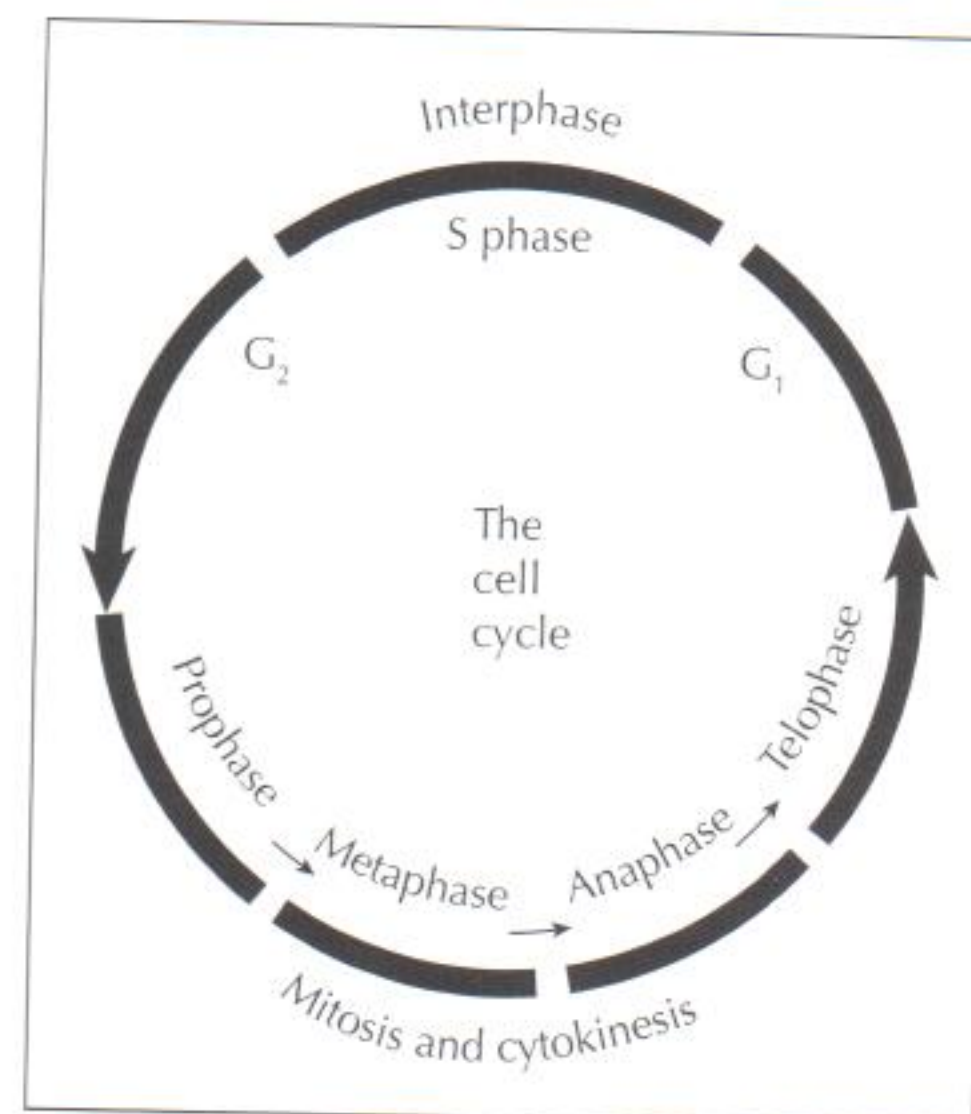 Interphase
S phase
G₂
G₁
The
cell
cycle
Prophase
Metaphase
Anaphase
Telophase
Mitosis and cytokinesis